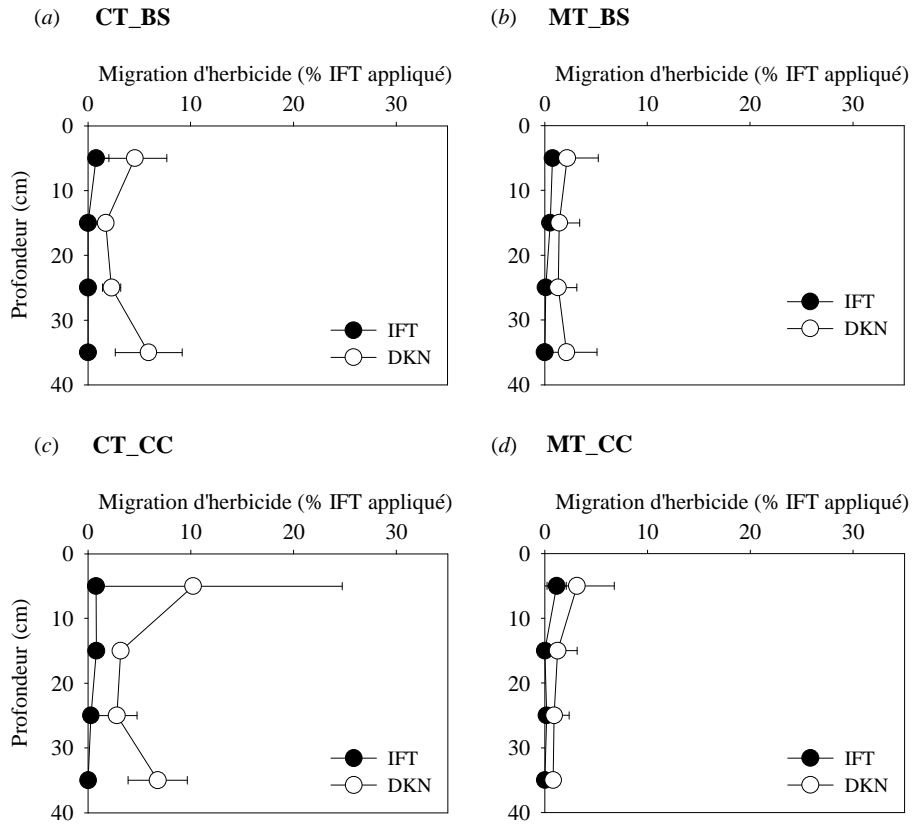 (a) CT_BS
(b) MT_BS
Migration d'herbicide (% IFT appliqué)
Migration d'herbicide (% IFT appliqué)
0 10 20 30
0 10 20 30
0
10
20
30
40
Profondeur (cm)
IFT
DKN
0
10
20
30
40
IFT
DKN
(c) CT_CC
(d) MT_CC
Migration d'herbicide (% IFT appliqué)
Migration d'herbicide (% IFT appliqué)
0 10 20 30
0 10 20 30
0
10
20
30
40
Profondeur (cm)
IFT
DKN
0
10
20
30
40
IFT
DKN